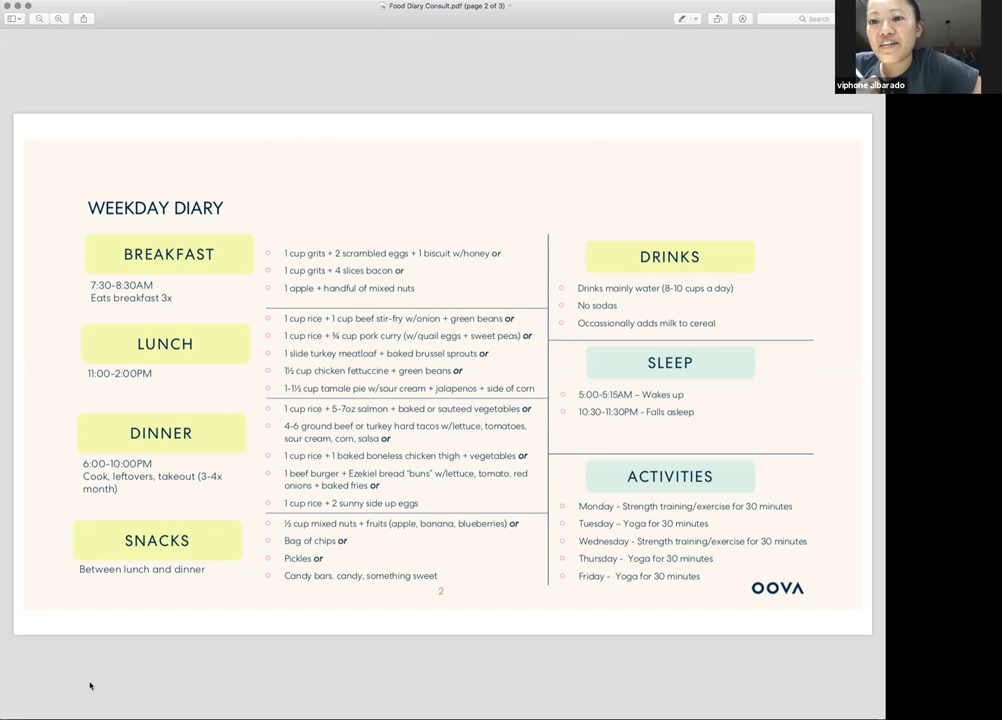 Food Diary Consult.pdf (page 2 of 3)
Search
viphone albarado
WEEKDAY DIARY
BREAKFAST
7:30-8:30AM
Eats breakfast 3x
1 cup grits + 2 scrambled eggs + 1 biscuit w/honey or
1 cup grits + 4 slices bacon or
1 apple + handful of mixed nuts
LUNCH
11:00-2:00PM
1 cup rice + 1 cup beef stir-fry w/onion + green beans or
1 cup rice + ¾ cup pork curry (w/quail eggs + sweet peas) or
1 slide turkey meatloaf + baked brussel sprouts or
1½ cup chicken fettuccine + green beans or
1-1½ cup tamale pie w/sour cream + jalapenos + side of corn
DINNER
6:00-10:00PM
Cook, leftovers, takeout (3-4x
month)
1 cup rice + 5-7oz salmon + baked or sauteed vegetables or
4-6 ground beef or turkey hard tacos w/lettuce, tomatoes,
sour cream, corn, salsa or
1 cup rice + 1 baked boneless chicken thigh + vegetables or
1 beef burger + Ezekiel bread "buns" w/lettuce, tomato, red
onions + baked fries or
1 cup rice + 2 sunny side up eggs
SNACKS
Between lunch and dinner
½ cup mixed nuts + fruits (apple, banana, blueberries) or
Bag of chips or
Pickles or
Candy bars. candy, something sweet
DRINKS
Drinks mainly water (8-10 cups a day)
No sodas
Occassionally adds milk to cereal
SLEEP
5:00-5:15AM – Wakes up
10:30-11:30PM - Falls asleep
ACTIVITIES
Monday - Strength training/exercise for 30 minutes
Tuesday – Yoga for 30 minutes
Wednesday - Strength training/exercise for 30 minutes
Thursday - Yoga for 30 minutes
Friday - Yoga for 30 minutes
OOVA
2